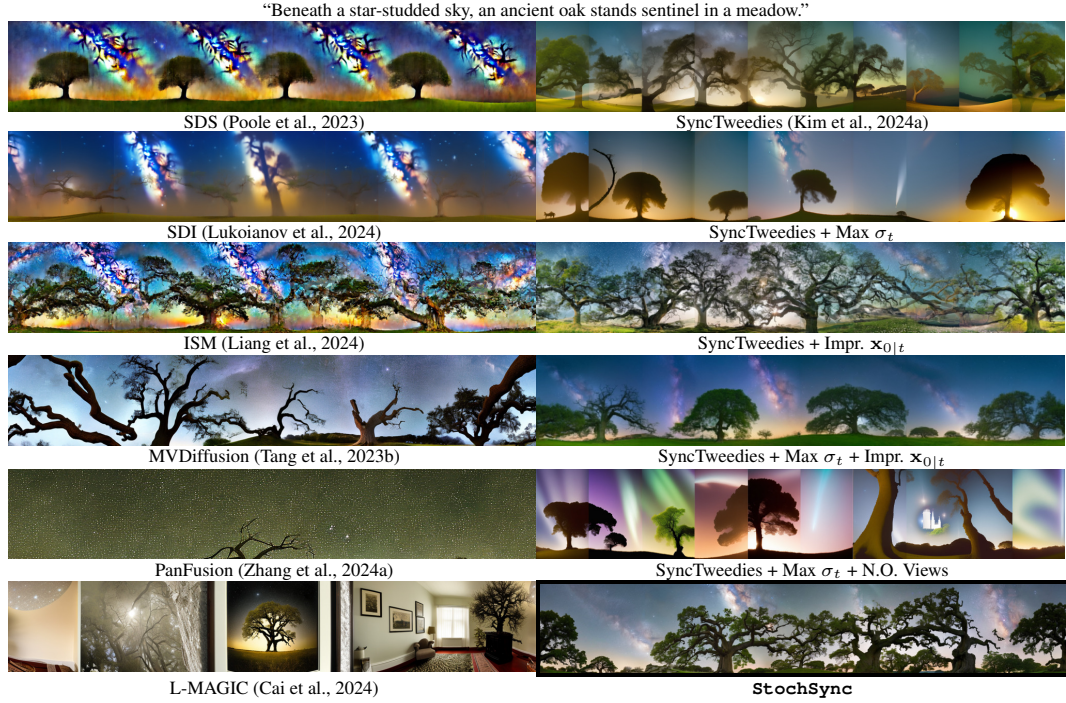 “Beneath a star-studded sky, an ancient oak stands sentinel in a meadow.”
SDS (Poole et al., 2023)
SyncTweedies (Kim et al., 2024a)
SDI (Lukoianov et al., 2024)
SyncTweedies + Max σₜ
ISM (Liang et al., 2024)
SyncTweedies + Impr. x₀|ₜ
MVDiffusion (Tang et al., 2023b)
SyncTweedies + Max σₜ + Impr. x₀|ₜ
PanFusion (Zhang et al., 2024a)
SyncTweedies + Max σₜ + N.O. Views
L-MAGIC (Cai et al., 2024)
StochSync